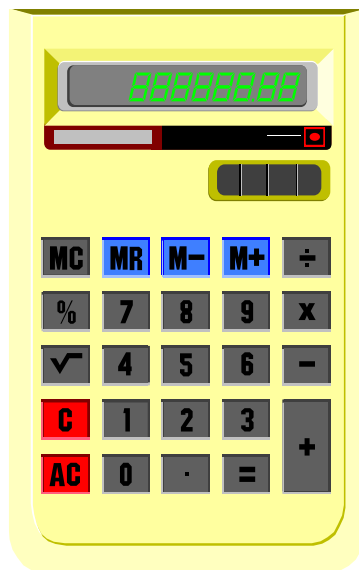 88888888
MC MR M− M+ ÷
% 7 8 9 x
√ 4 5 6 −
C 1 2 3
+
AC 0 . =